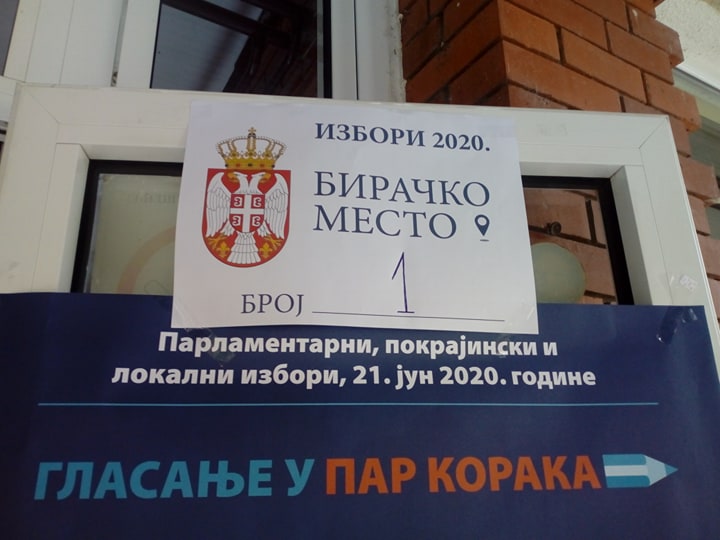 ИЗБОРИ 2020.
БИРАЧКО
МЕСТО
БРОЈ 1
Парламентарни, покрајински и
локални избори, 21. јун 2020. године
ГЛАСАЊЕ У ПАР КОРАКА